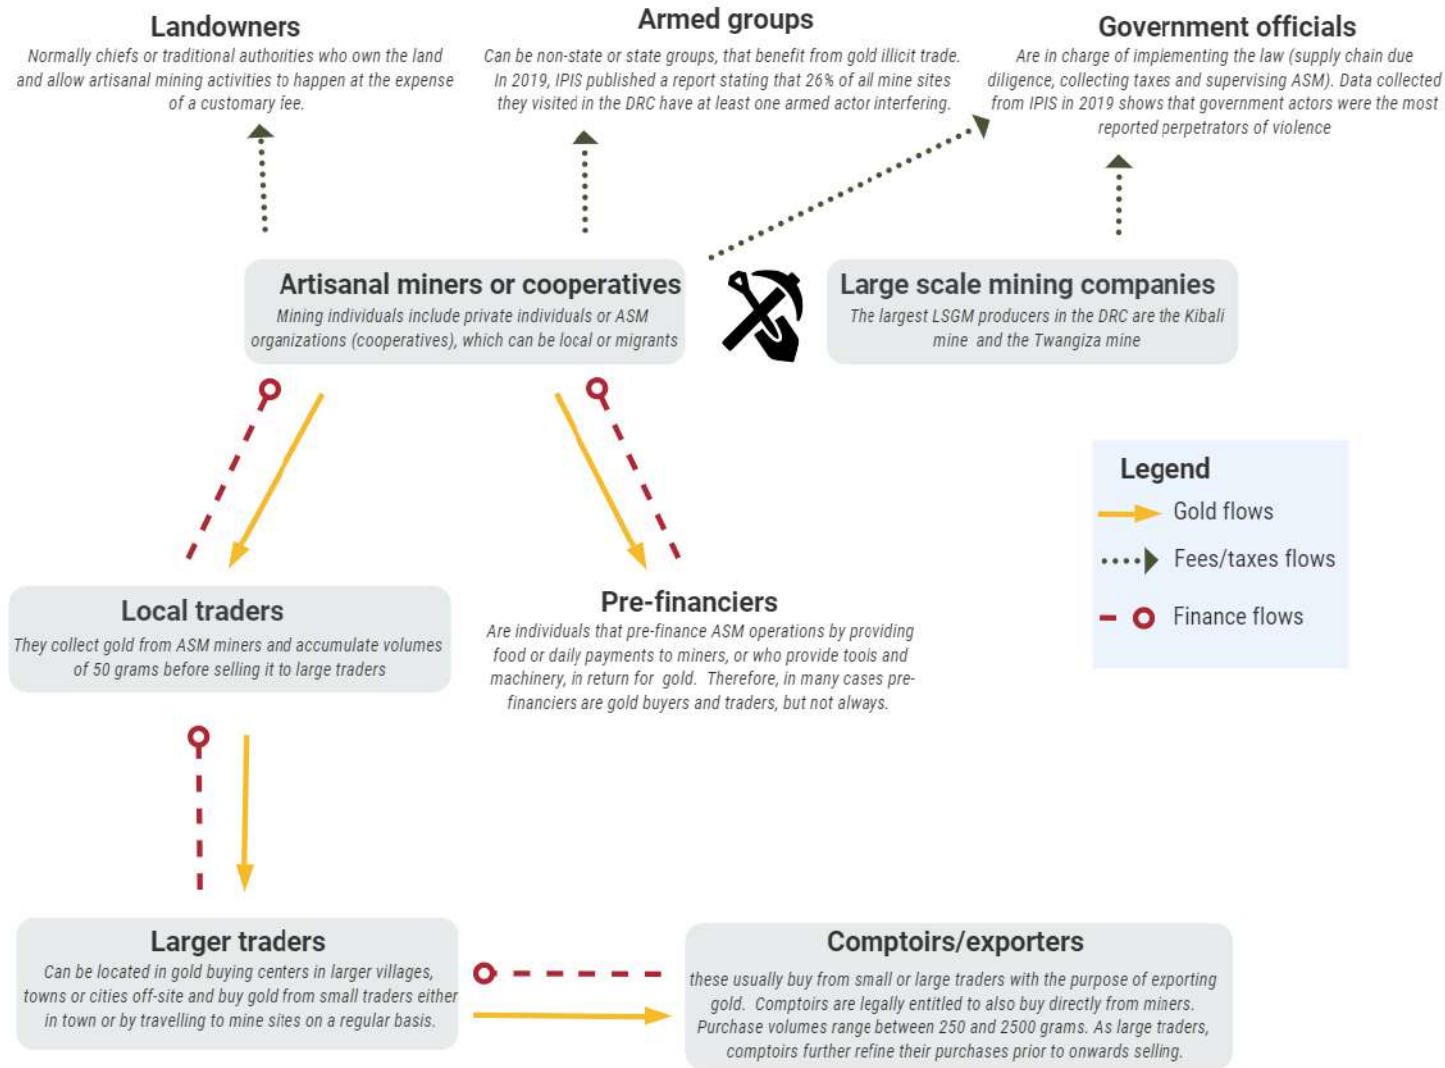 Landowners
Normally chiefs or traditional authorities who own the land
and allow artisanal mining activities to happen at the expense
of a customary fee.
Armed groups
Can be non-state or state groups, that benefit from gold illicit trade.
In 2019, IPIS published a report stating that 26% of all mine sites
they visited in the DRC have at least one armed actor interfering.
Government officials
Are in charge of implementing the law (supply chain due
diligence, collecting taxes and supervising ASM). Data collected
from IPIS in 2019 shows that government actors were the most
reported perpetrators of violence
Artisanal miners or cooperatives
Mining individuals include private individuals or ASM
organizations (cooperatives), which can be local or migrants
Large scale mining companies
The largest LSGM producers in the DRC are the Kibali
mine and the Twangiza mine
Legend
Gold flows
Fees/taxes flows
Finance flows
Local traders
They collect gold from ASM miners and accumulate volumes
of 50 grams before selling it to large traders
Pre-financiers
Are individuals that pre-finance ASM operations by providing
food or daily payments to miners, or who provide tools and
machinery, in return for gold. Therefore, in many cases pre-
financiers are gold buyers and traders, but not always.
Larger traders
Can be located in gold buying centers in larger villages,
towns or cities off-site and buy gold from small traders either
in town or by travelling to mine sites on a regular basis.
Comptoirs/exporters
these usually buy from small or large traders with the purpose of exporting
gold. Comptoirs are legally entitled to also buy directly from miners.
Purchase volumes range between 250 and 2500 grams. As large traders,
comptoirs further refine their purchases prior to onwards selling.